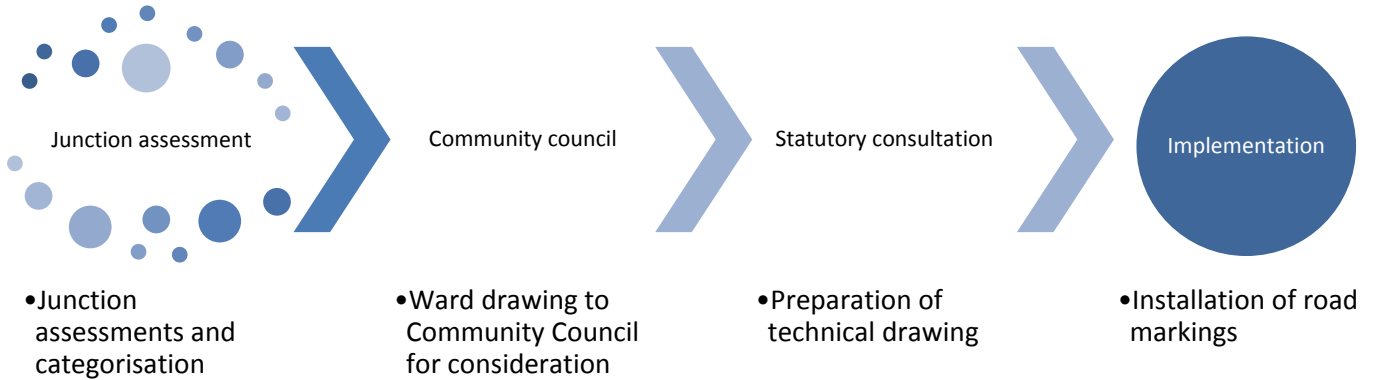 Junction assessment
Community council
Statutory consultation
Implementation
•Junction
assessments and
categorisation
•Ward drawing to
Community Council
for consideration
•Preparation of
technical drawing
•Installation of road
markings